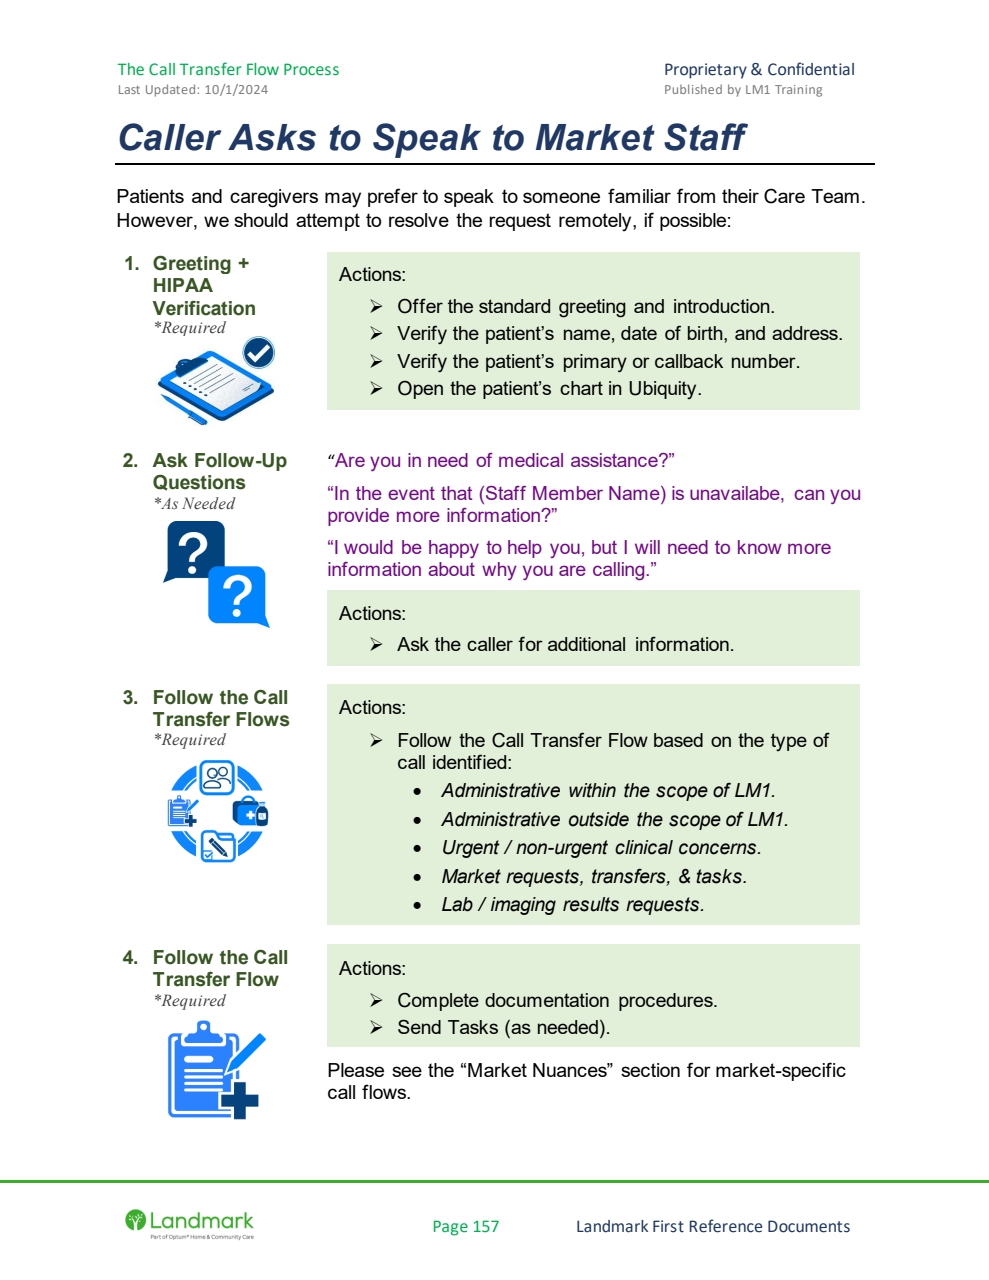 The Call Transfer Flow Process
Proprietary & Confidential
Last Updated: 10/1/2024
Published by LM1 Training
Caller Asks to Speak to Market Staff
Patients and caregivers may prefer to speak to someone familiar from their Care Team.
However, we should attempt to resolve the request remotely, if possible:
1. Greeting +
HIPAA
Verification
*Required
Actions:
➢ Offer the standard greeting and introduction.
➢ Verify the patient’s name, date of birth, and address.
➢ Verify the patient’s primary or callback number.
➢ Open the patient’s chart in Ubiquity.
2. Ask Follow-Up
Questions
*As Needed
“Are you in need of medical assistance?”
“In the event that (Staff Member Name) is unavailabe, can you
provide more information?”
“I would be happy to help you, but I will need to know more
information about why you are calling.”
Actions:
➢ Ask the caller for additional information.
3. Follow the Call
Transfer Flows
*Required
Actions:
➢ Follow the Call Transfer Flow based on the type of
call identified:
• Administrative within the scope of LM1.
• Administrative outside the scope of LM1.
• Urgent / non-urgent clinical concerns.
• Market requests, transfers, & tasks.
• Lab / imaging results requests.
4. Follow the Call
Transfer Flow
*Required
Actions:
➢ Complete documentation procedures.
➢ Send Tasks (as needed).
Please see the “Market Nuances” section for market-specific
call flows.
Landmark
Part of Optum® Home & Community Care
Page 157
Landmark First Reference Documents